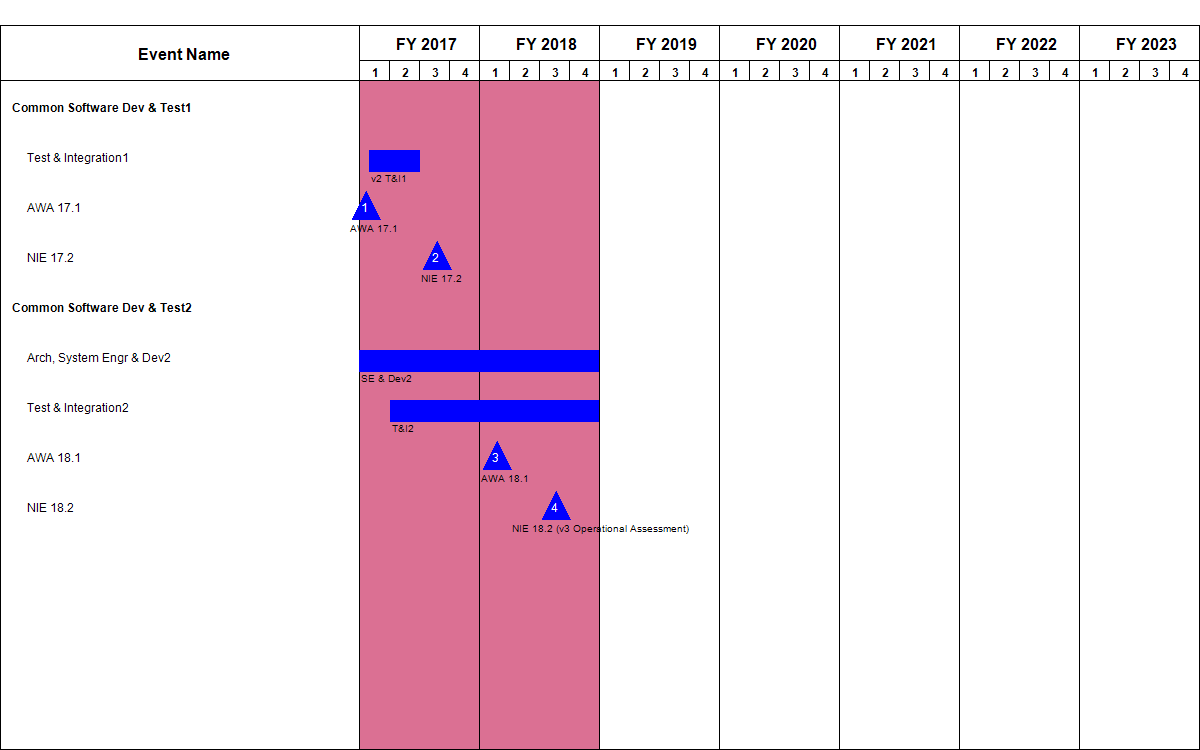 Event Name
FY 2017 FY 2018 FY 2019 FY 2020 FY 2021 FY 2022 FY 2023
1 2 3 4 1 2 3 4 1 2 3 4 1 2 3 4 1 2 3 4 1 2 3 4 1 2 3 4
Common Software Dev & Test1
Test & Integration1
v2 T&I1
AWA 17.1
1
AWA 17.1
NIE 17.2
2
NIE 17.2
Common Software Dev & Test2
Arch, System Engr & Dev2
SE & Dev2
Test & Integration2
T&I2
AWA 18.1
3
AWA 18.1
NIE 18.2
4
NIE 18.2 (v3 Operational Assessment)